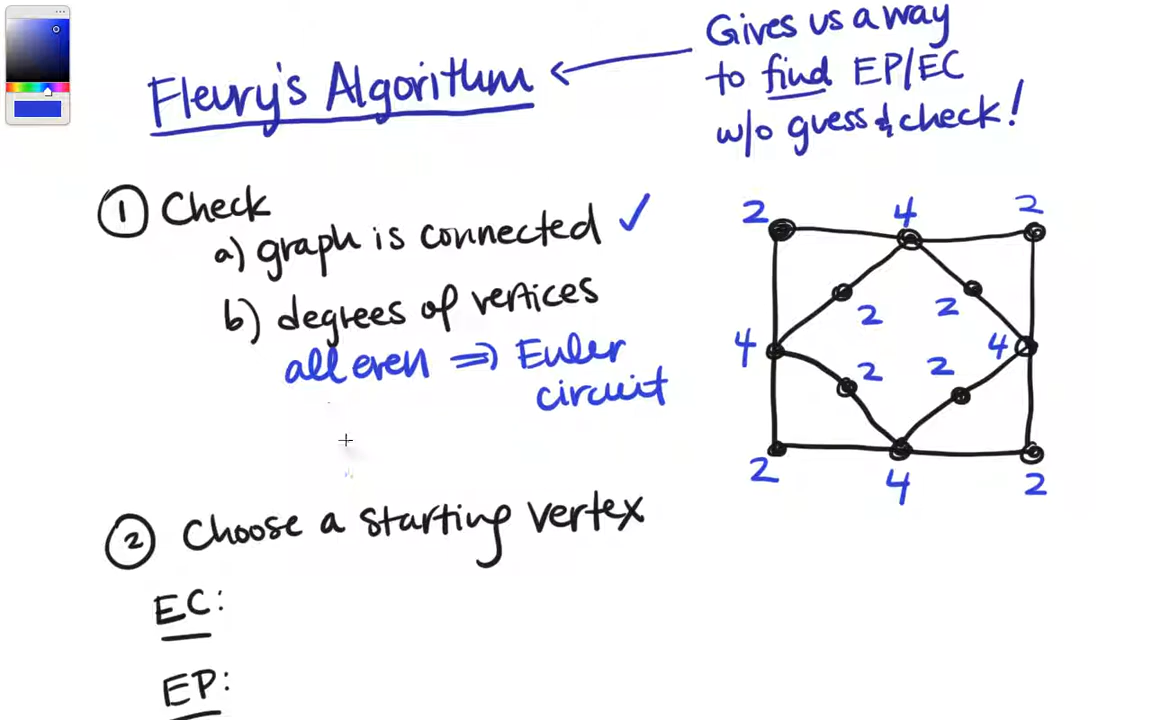 Fleury's Algorithm
Gives us a way
to find EP/EC
w/o guess & check!
① Check
a) graph is connected ✓
b) degrees of vertices
all even ⇒ Euler
circuit
2 4 2
2 2
4 4
2 2
2 4 2
② Choose a starting vertex
EC:
EP: